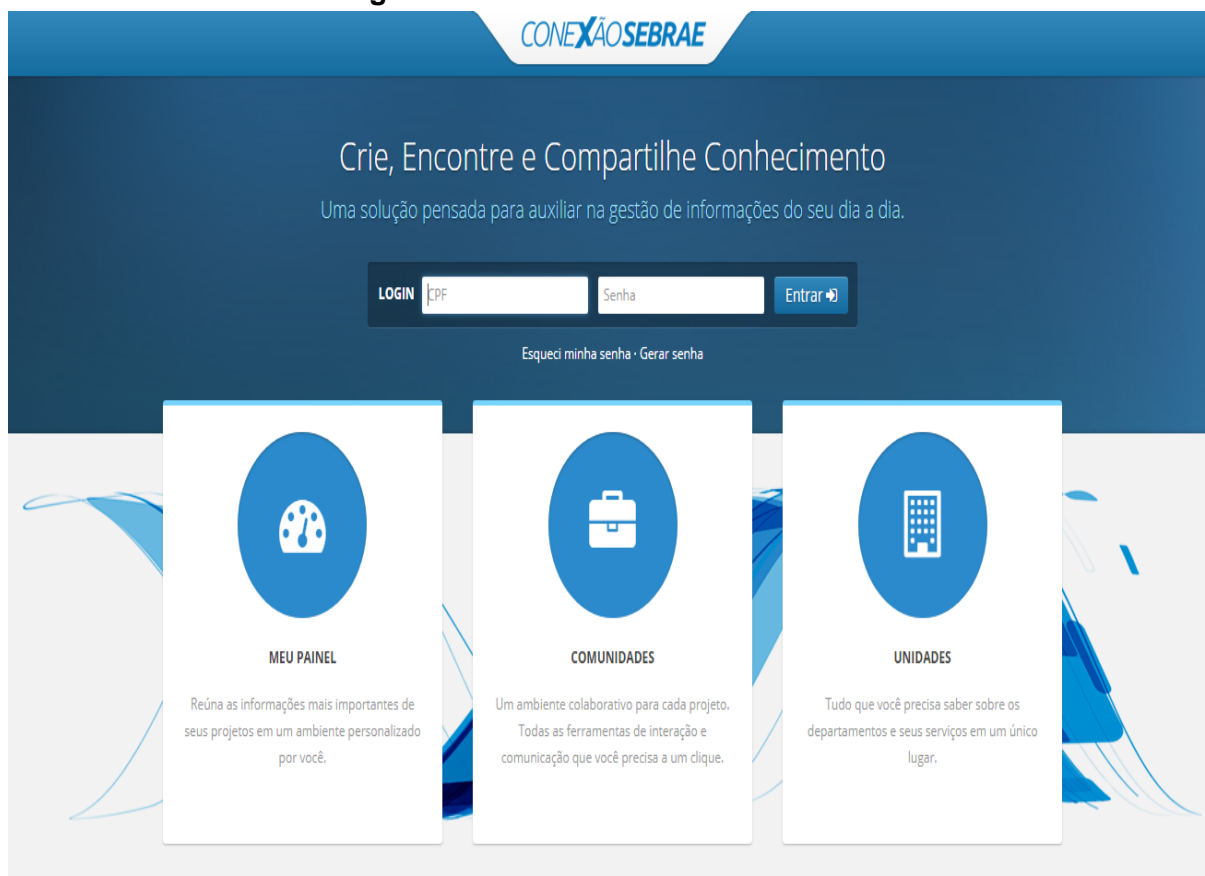 CONEXÃOSEBRAE
Crie, Encontre e Compartilhe Conhecimento
Uma solução pensada para auxiliar na gestão de informações do seu dia a dia.
LOGIN CPF Senha Entrar
Esqueci minha senha · Gerar senha
MEU PAINEL
Reúna as informações mais importantes de
seus projetos em um ambiente personalizado
por você.
COMUNIDADES
Um ambiente colaborativo para cada projeto.
Todas as ferramentas de interação e
comunicação que você precisa a um clique.
UNIDADES
Tudo que você precisa saber sobre os
departamentos e seus serviços em um único
lugar.